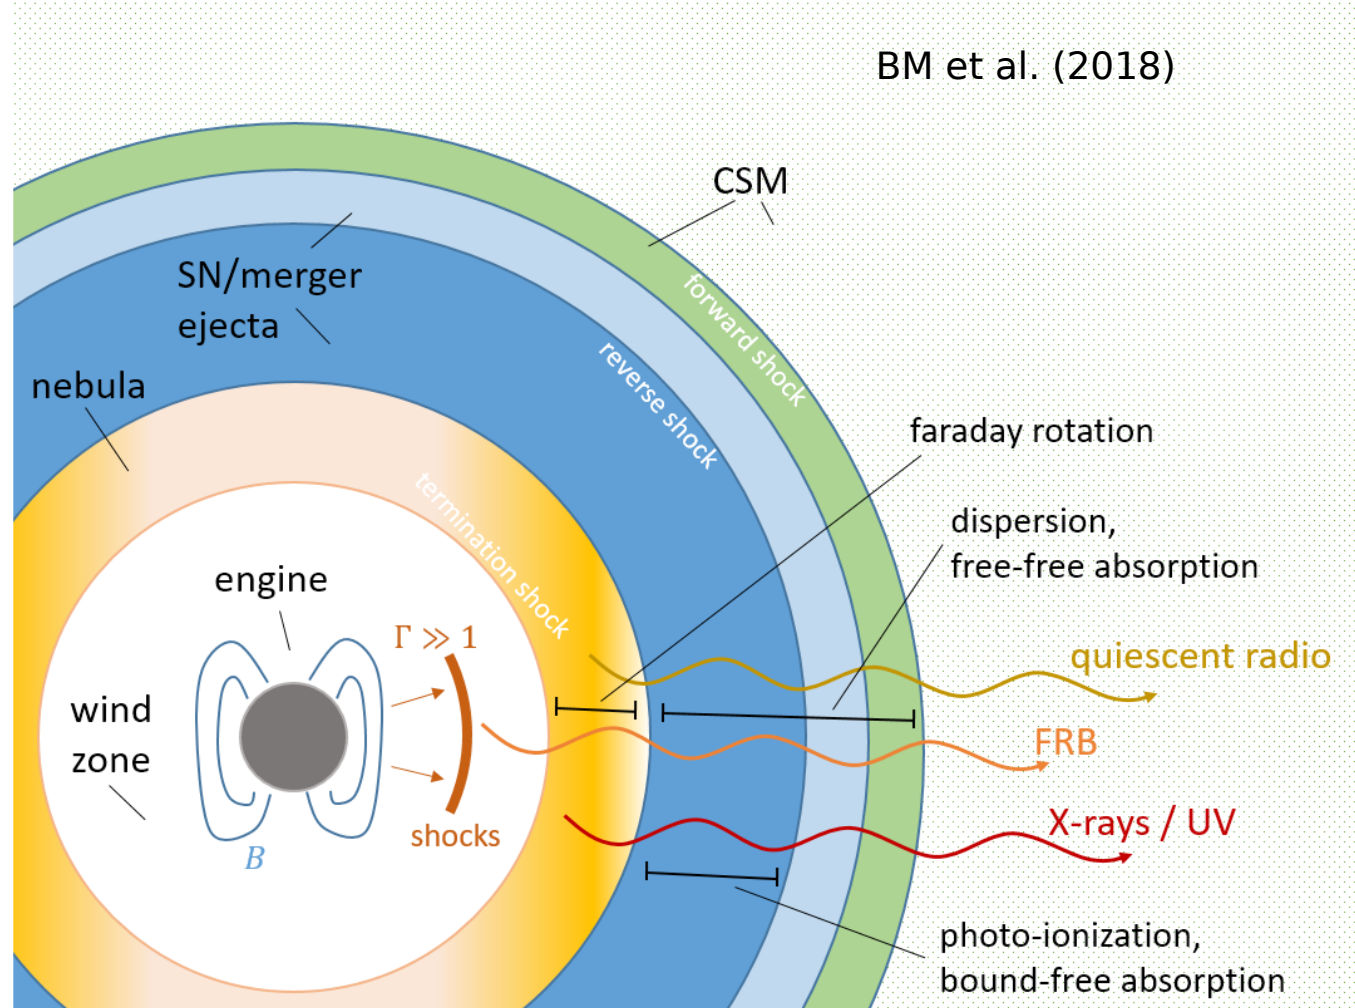 BM et al. (2018)
CSM
SN/merger
ejecta
forward shock
reverse shock
nebula
faraday rotation
termination shock
dispersion,
free-free absorption
engine
Γ ≫ 1
quiescent radio
wind
zone
FRB
shocks
B
X-rays / UV
photo-ionization,
bound-free absorption